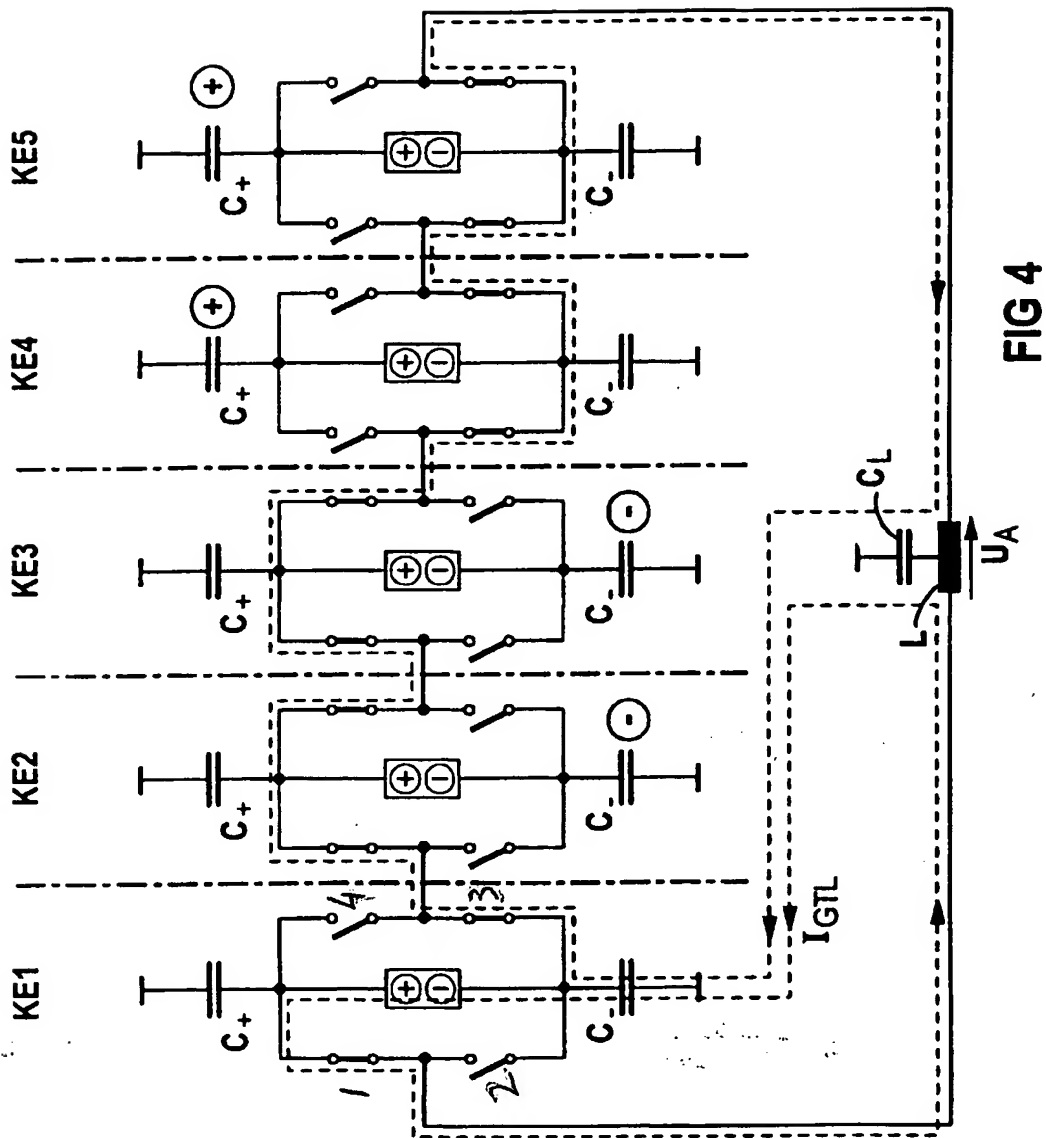 KE1
KE2
KE3
KE4
KE5
C+
C+
C+
C+
C+
+
+
+
-
+
-
+
-
+
-
+
-
1
4
2
3
C-
C-
C-
C-
C-
-
-
IGTL
CL
L
UA
FIG 4